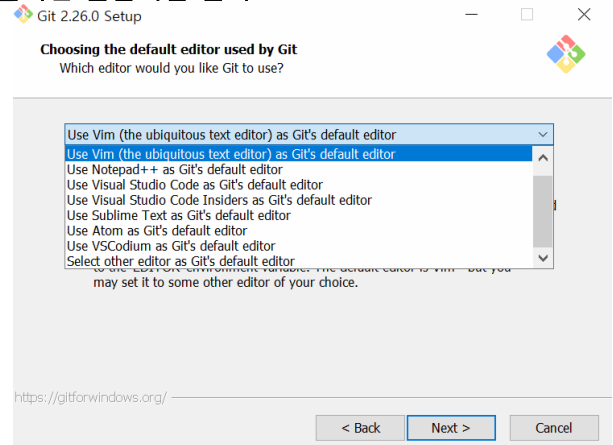 Git 2.26.0 Setup
Choosing the default editor used by Git
Which editor would you like Git to use?
Use Vim (the ubiquitous text editor) as Git's default editor
Use Vim (the ubiquitous text editor) as Git's default editor
Use Notepad++ as Git's default editor
Use Visual Studio Code as Git's default editor
Use Visual Studio Code Insiders as Git's default editor
Use Sublime Text as Git's default editor
Use Atom as Git's default editor
Use VSCodium as Git's default editor
Select other editor as Git's default editor
may set it to some other editor of your choice.
https://gitforwindows.org/
< Back Next > Cancel